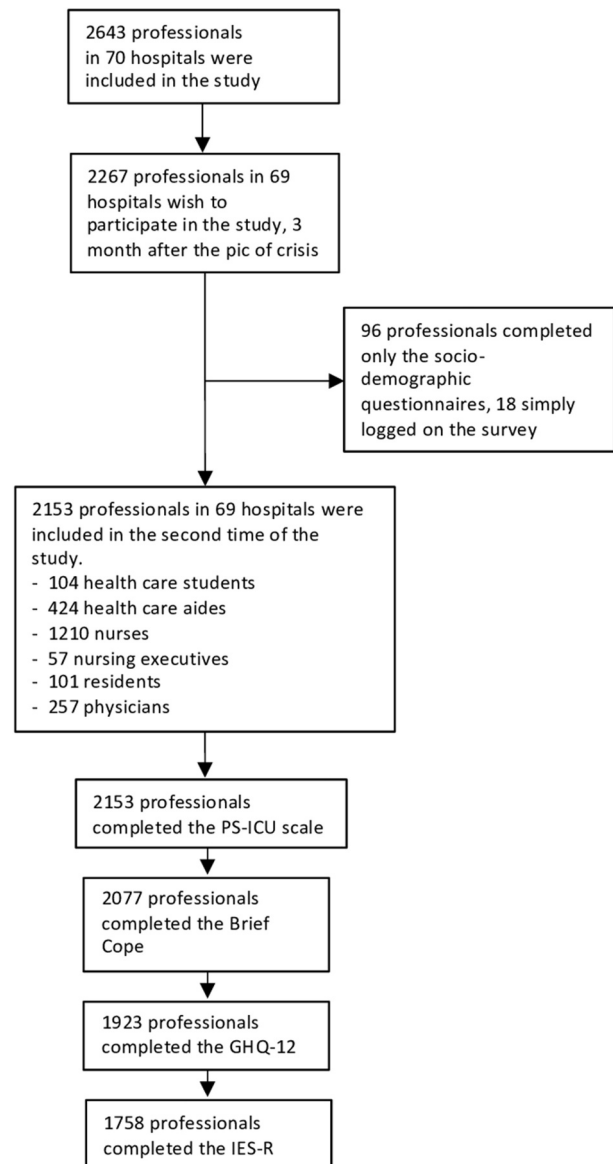 2643 professionals
in 70 hospitals were
included in the study
2267 professionals in 69
hospitals wish to
participate in the study, 3
month after the pic of crisis
96 professionals completed
only the socio-
demographic
questionnaires, 18 simply
logged on the survey
2153 professionals in 69 hospitals were
included in the second time of the
study.
- 104 health care students
- 424 health care aides
- 1210 nurses
- 57 nursing executives
- 101 residents
- 257 physicians
2153 professionals
completed the PS-ICU scale
2077 professionals
completed the Brief
Cope
1923 professionals
completed the GHQ-12
1758 professionals
completed the IES-R